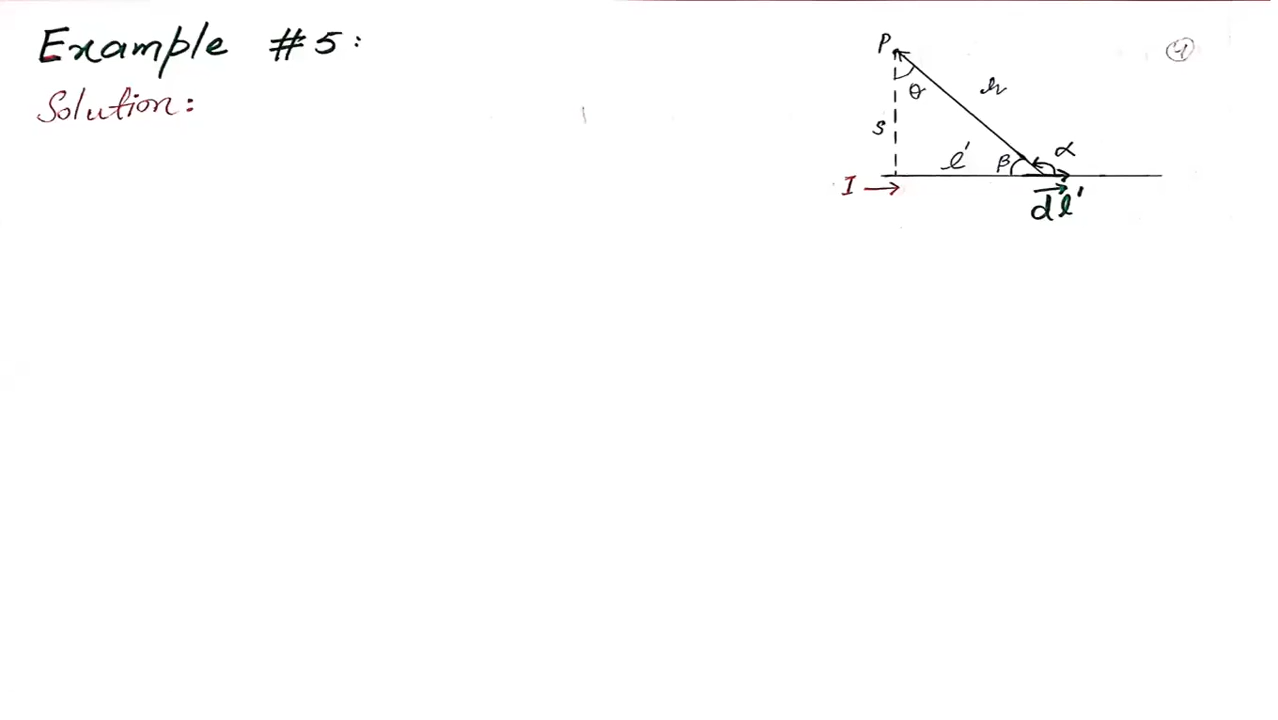 Example #5:
Solution:
P
θ
r
s
l'
β
α
I
dl'